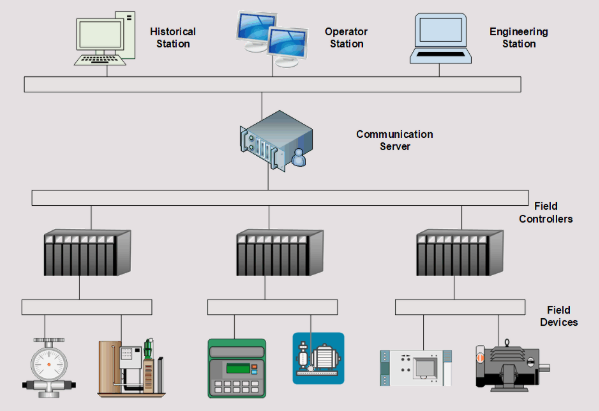 Historical
Station
Operator
Station
Engineering
Station
Communication
Server
Field
Controllers
Field
Devices